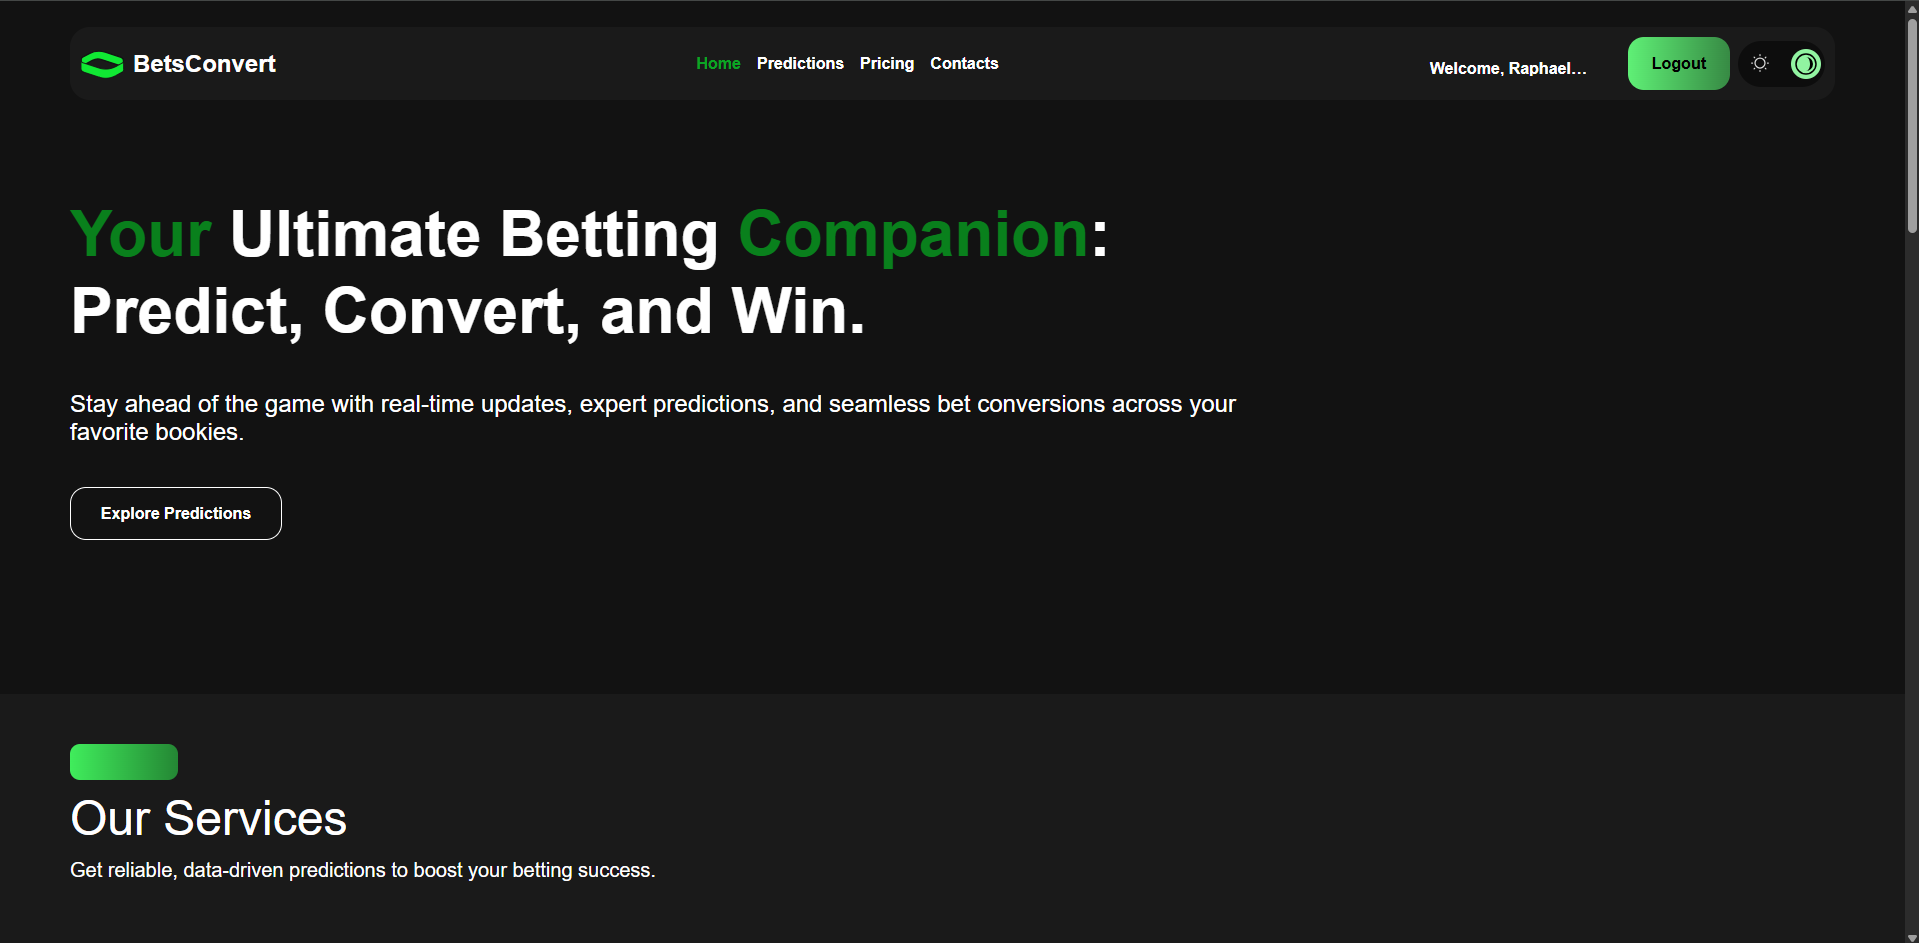 BetsConvert
Home Predictions Pricing Contacts
Welcome, Raphael...
Logout
Your Ultimate Betting Companion:
Predict, Convert, and Win.
Stay ahead of the game with real-time updates, expert predictions, and seamless bet conversions across your
favorite bookies.
Explore Predictions
Our Services
Get reliable, data-driven predictions to boost your betting success.